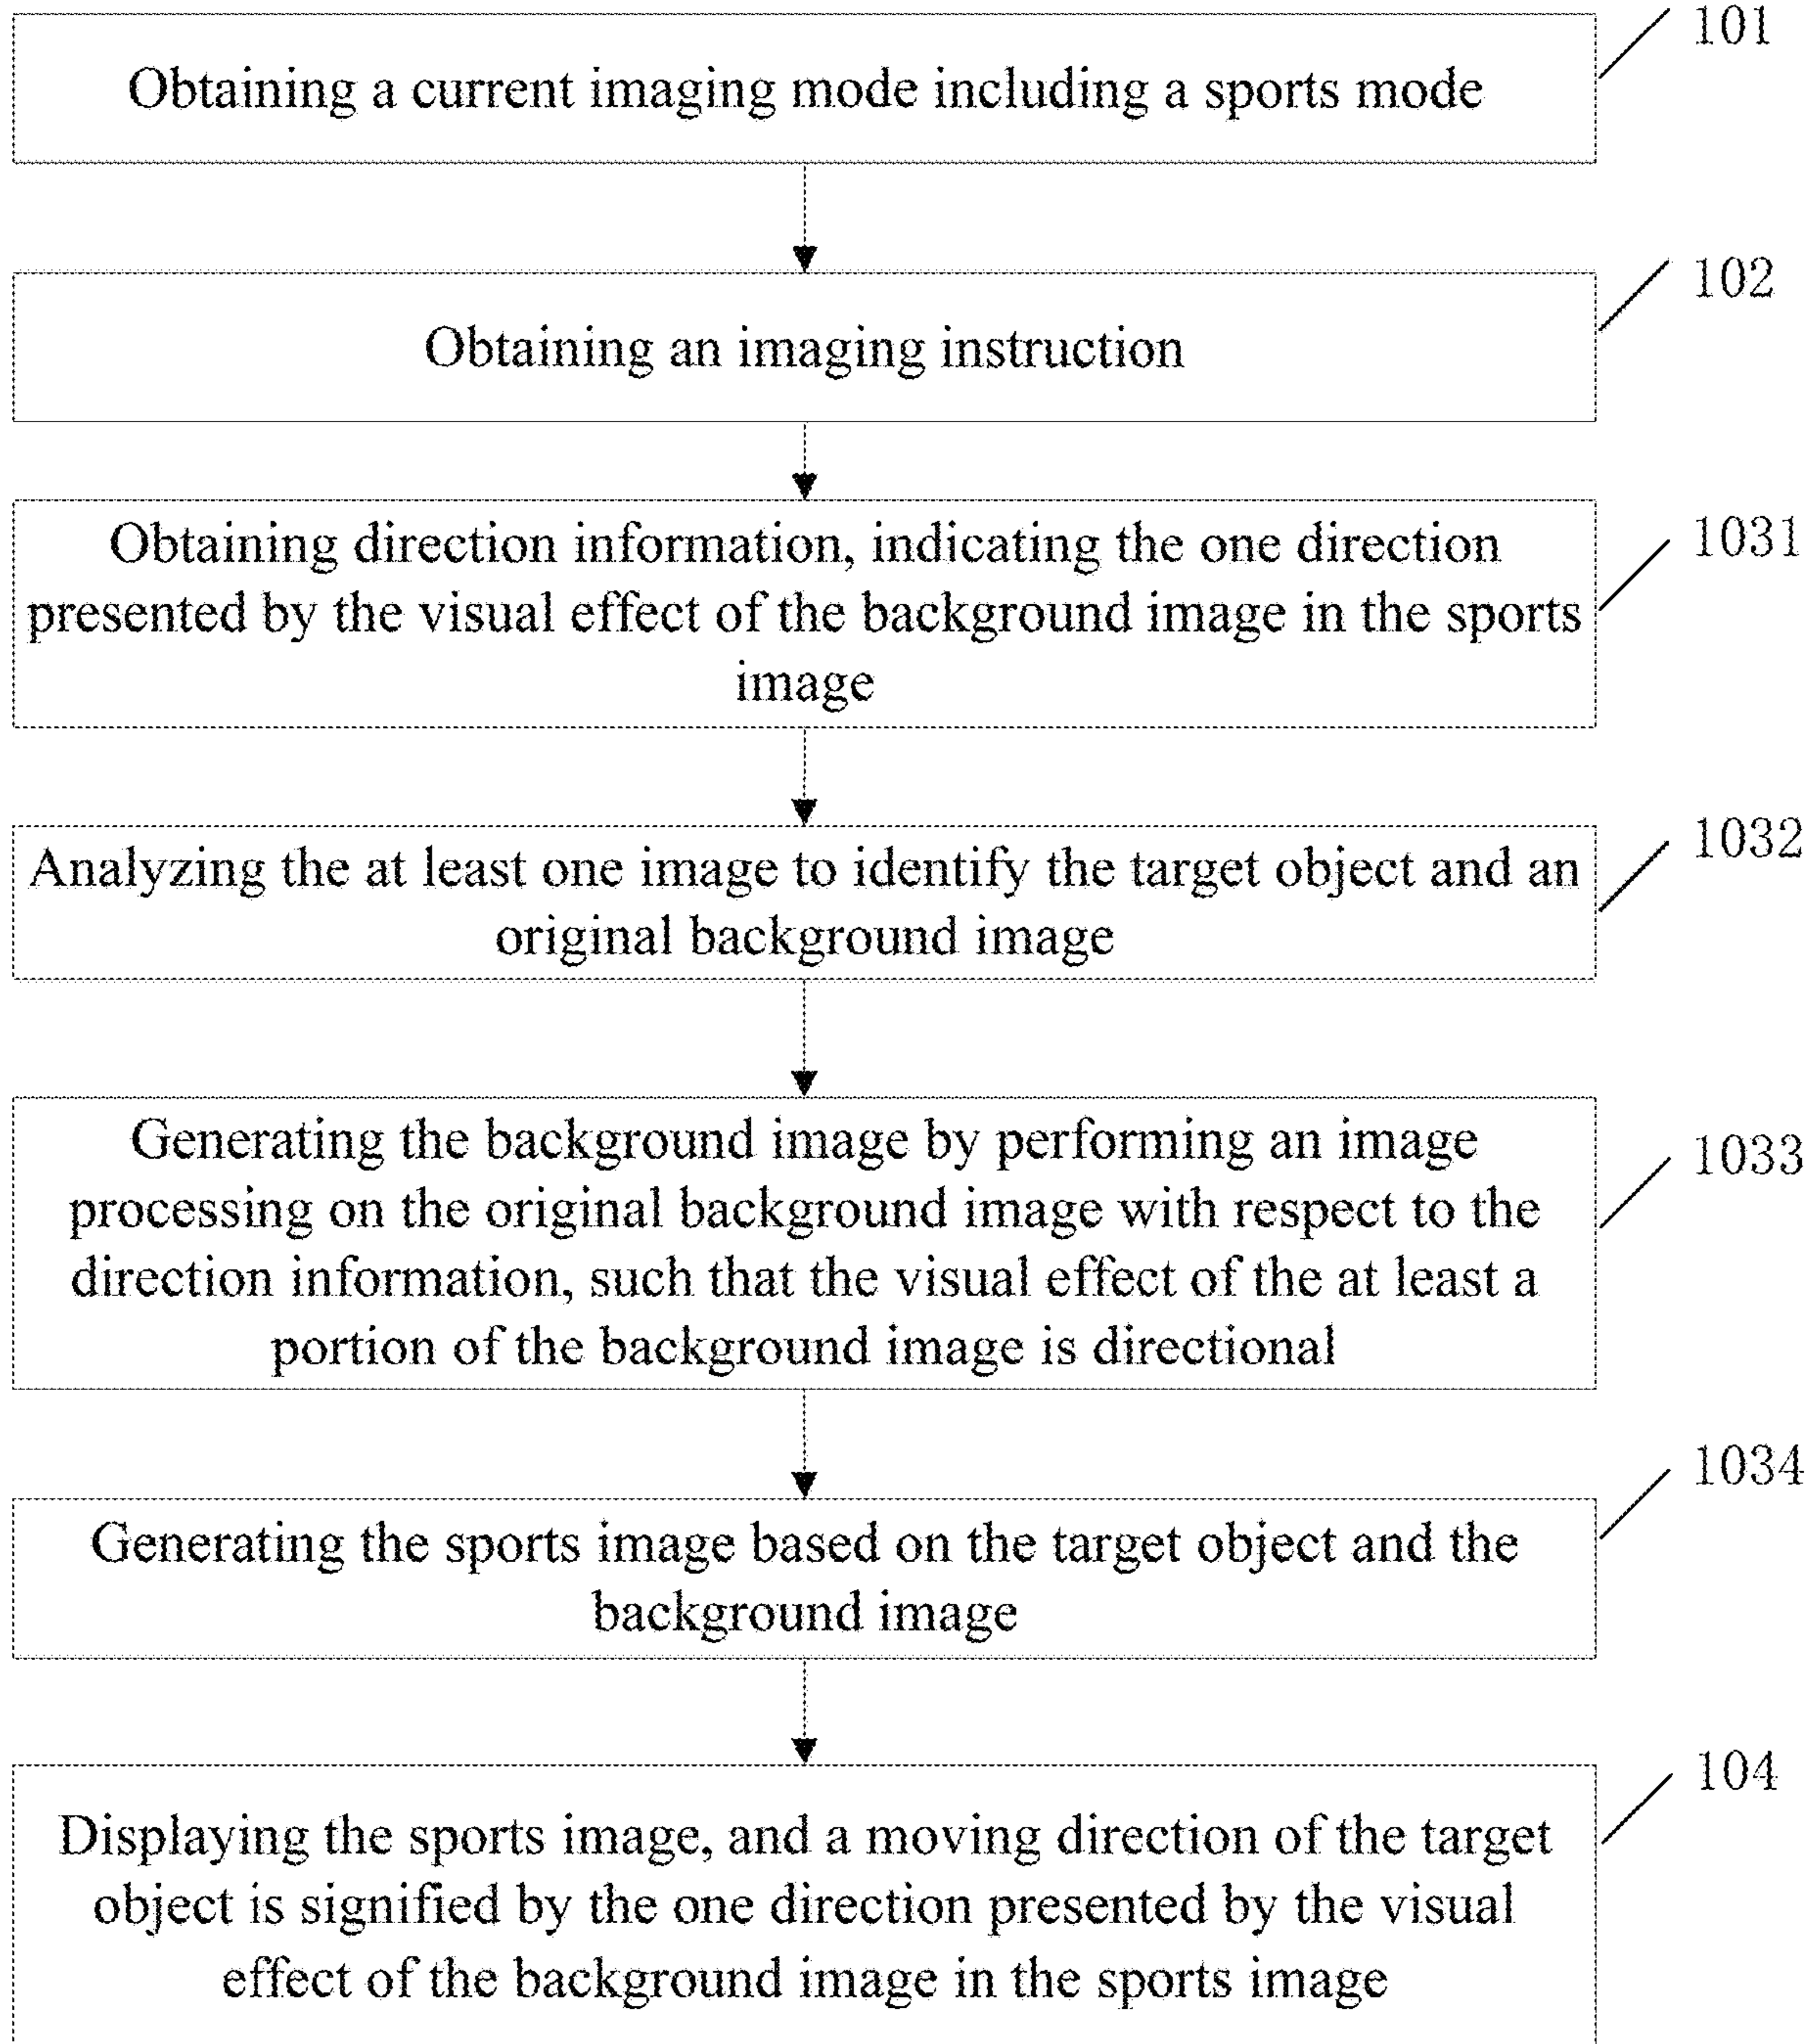 101
Obtaining a current imaging mode including a sports mode
102
Obtaining an imaging instruction
1031
Obtaining direction information, indicating the one direction
presented by the visual effect of the background image in the sports
image
1032
Analyzing the at least one image to identify the target object and an
original background image
1033
Generating the background image by performing an image
processing on the original background image with respect to the
direction information, such that the visual effect of the at least a
portion of the background image is directional
1034
Generating the sports image based on the target object and the
background image
104
Displaying the sports image, and a moving direction of the target
object is signified by the one direction presented by the visual
effect of the background image in the sports image